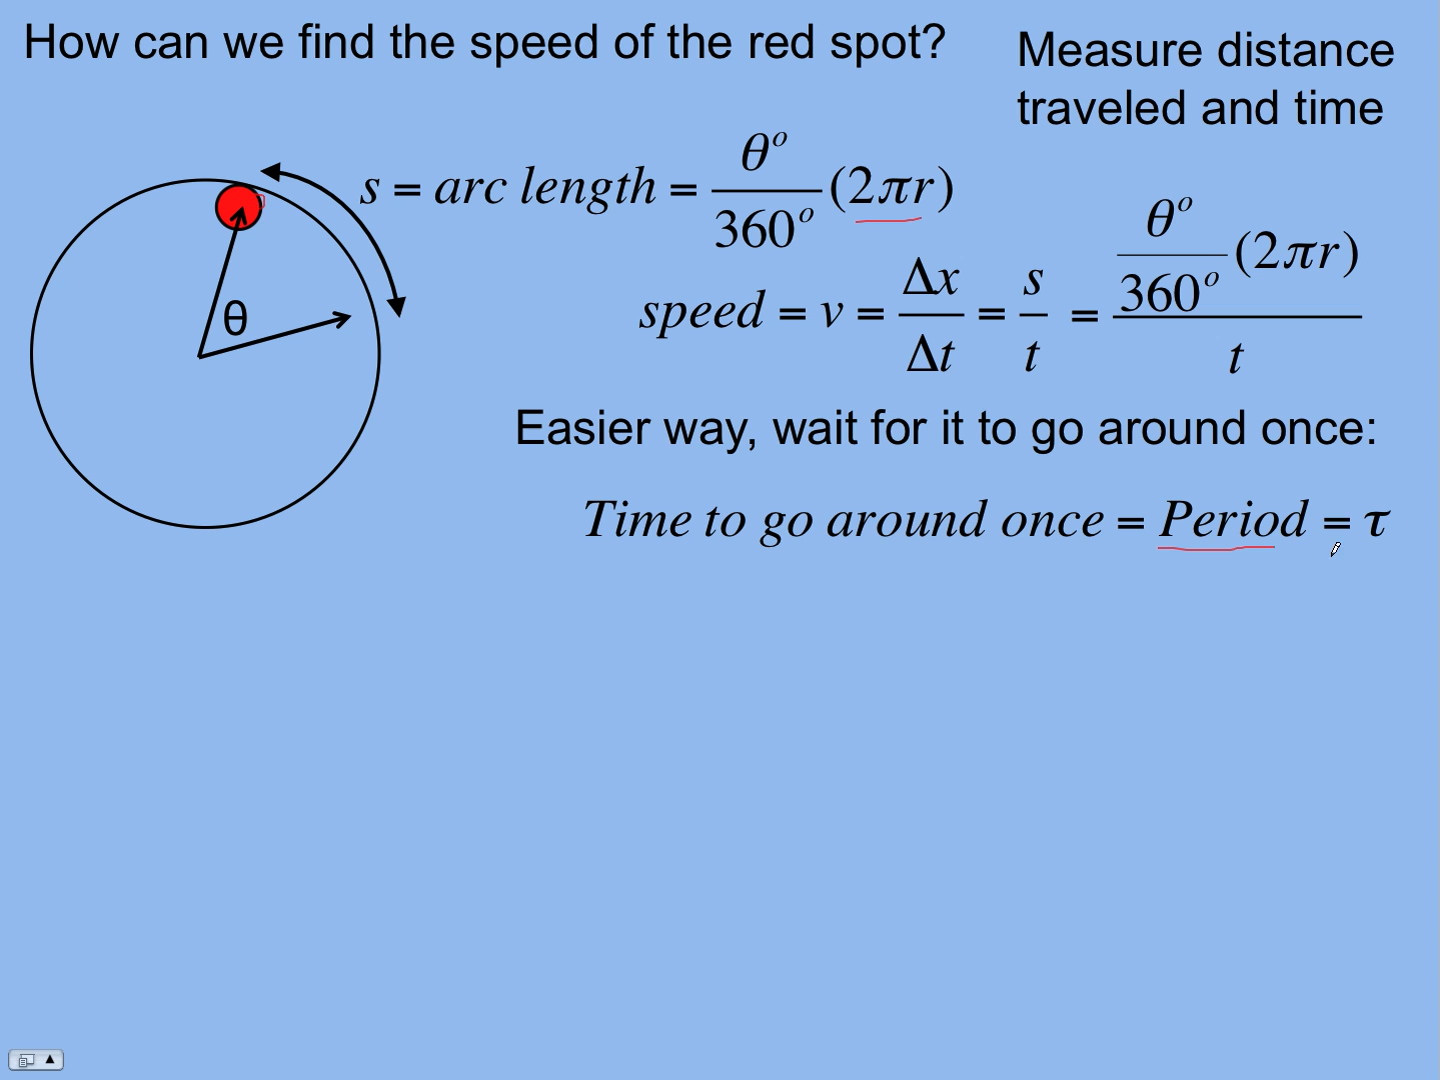 How can we find the speed of the red spot?
Measure distance
traveled and time
s = arc length = θ° / 360° (2πr)
θ
speed = v = Δx / Δt = s / t = θ° / 360° (2πr) / t
Easier way, wait for it to go around once:
Time to go around once = Period = τ